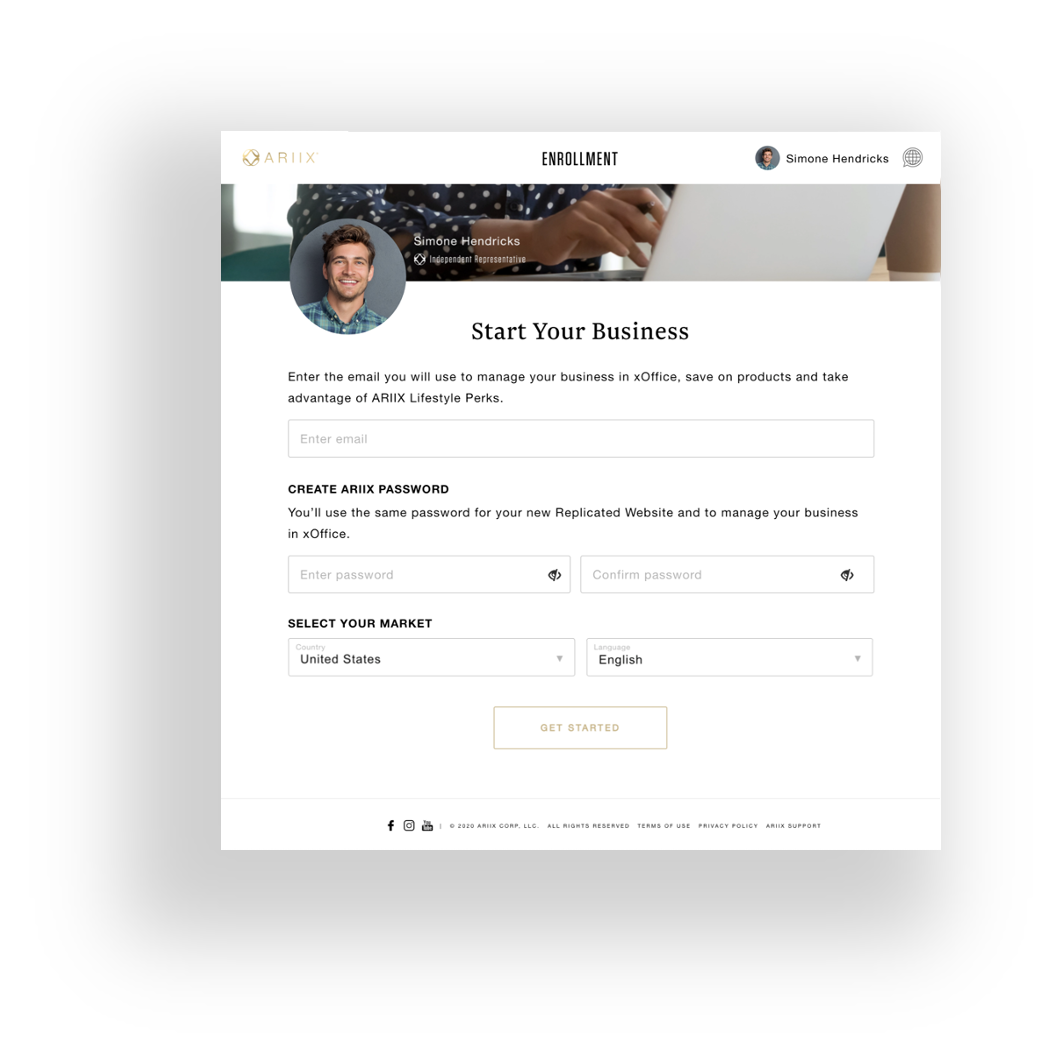 ARIIX
ENROLLMENT
Simone Hendricks
Simone Hendricks
Independent Representative
Start Your Business
Enter the email you will use to manage your business in xOffice, save on products and take
advantage of ARIIX Lifestyle Perks.
Enter email
CREATE ARIIX PASSWORD
You’ll use the same password for your new Replicated Website and to manage your business
in xOffice.
Enter password
Confirm password
SELECT YOUR MARKET
Country
United States
Language
English
GET STARTED
You Tube | © 2020 ARIIX CORP, LLC. ALL RIGHTS RESERVED TERMS OF USE PRIVACY POLICY ARIIX SUPPORT